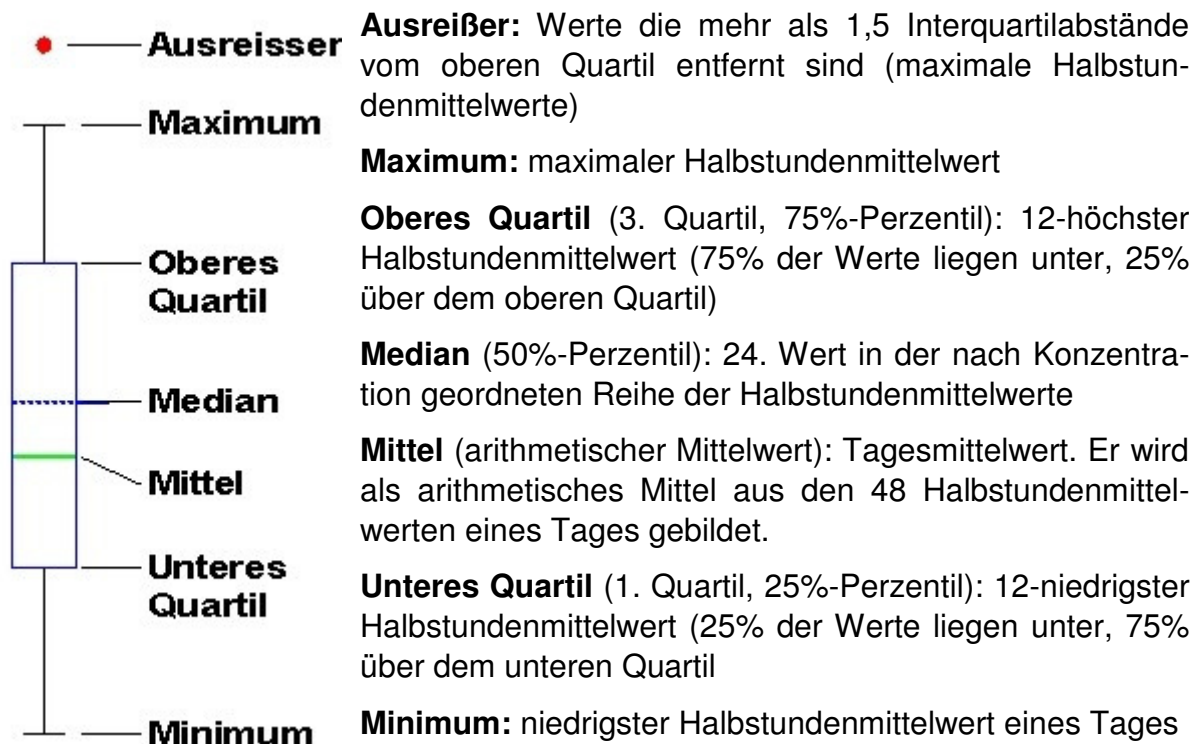 Ausreisser
Maximum
Oberes
Quartil
Median
Mittel
Unteres
Quartil
Minimum
Ausreißer: Werte die mehr als 1,5 Interquartilabstände
vom oberen Quartil entfernt sind (maximale Halbstun-
denmittelwerte)
Maximum: maximaler Halbstundenmittelwert
Oberes Quartil (3. Quartil, 75%-Perzentil): 12-höchster
Halbstundenmittelwert (75% der Werte liegen unter, 25%
über dem oberen Quartil)
Median (50%-Perzentil): 24. Wert in der nach Konzentra-
tion geordneten Reihe der Halbstundenmittelwerte
Mittel (arithmetischer Mittelwert): Tagesmittelwert. Er wird
als arithmetisches Mittel aus den 48 Halbstundenmittel-
werten eines Tages gebildet.
Unteres Quartil (1. Quartil, 25%-Perzentil): 12-niedrigster
Halbstundenmittelwert (25% der Werte liegen unter, 75%
über dem unteren Quartil
Minimum: niedrigster Halbstundenmittelwert eines Tages